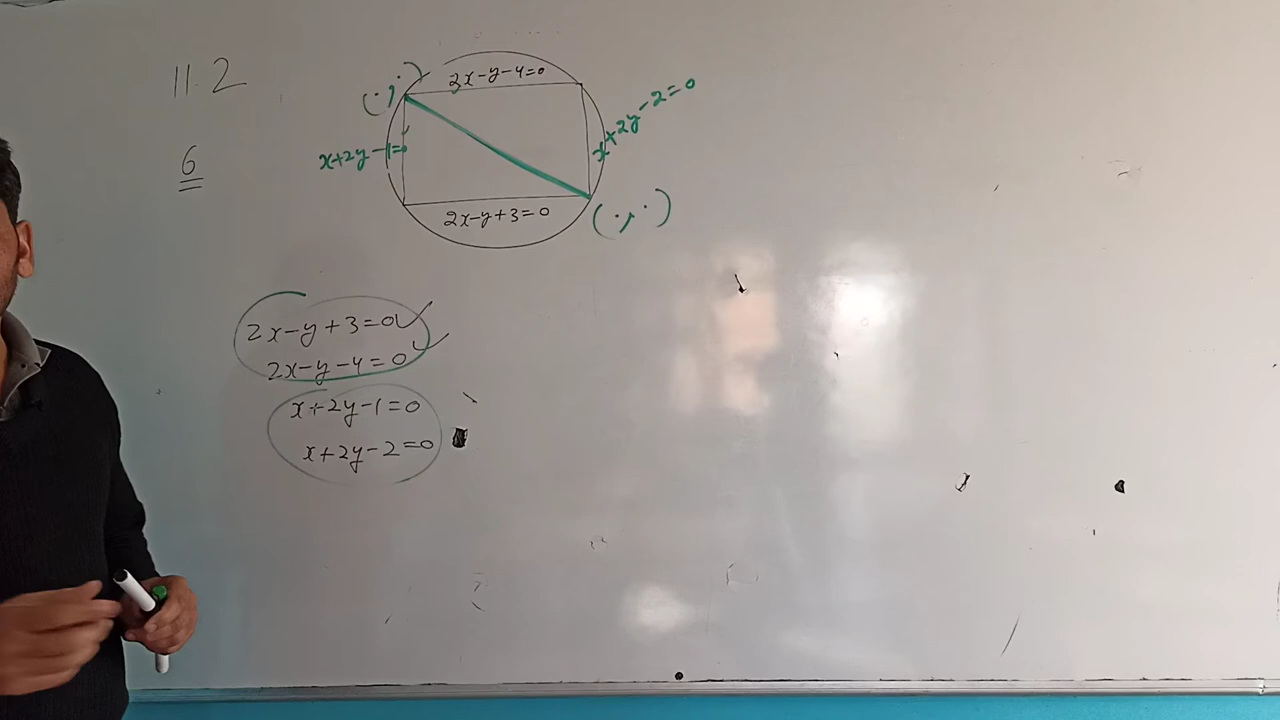 11.2
6
2x-y-4=0
(·,·)
x+2y-1=0
x+2y-2=0
2x-y+3=0
(·,·)
2x-y+3=0
2x-y-4=0
x+2y-1=0
x+2y-2=0